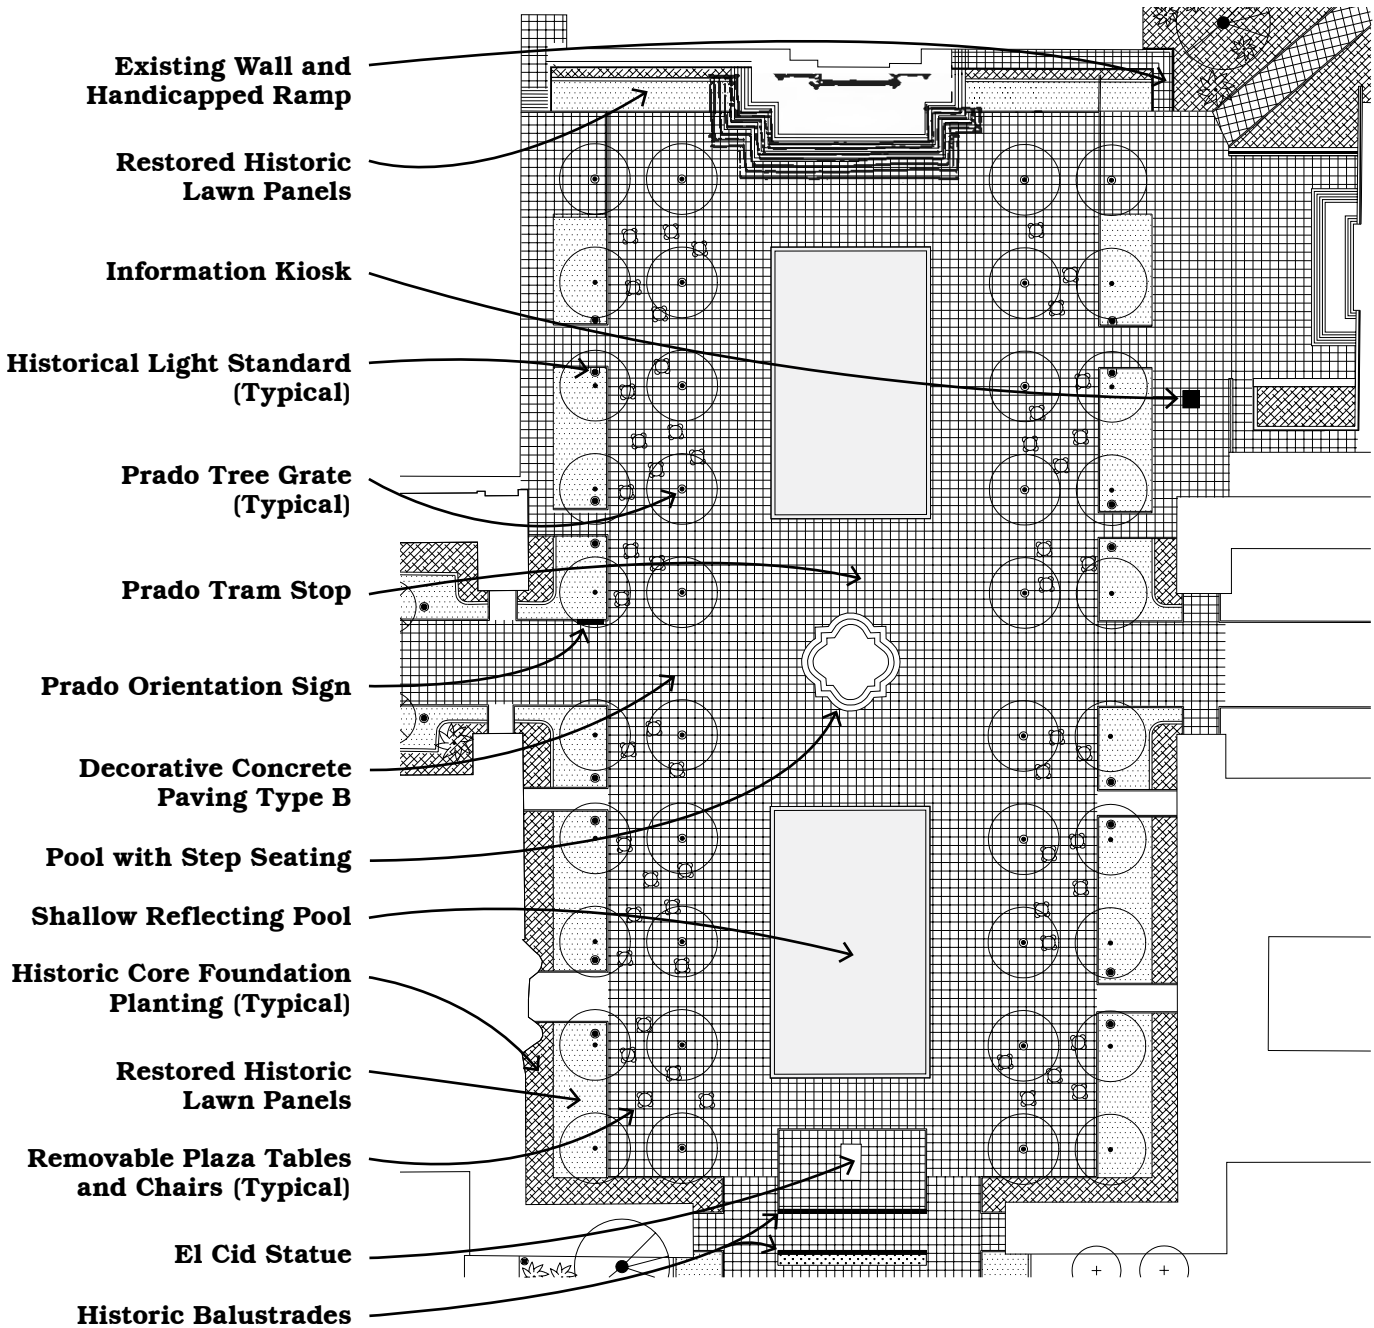 Existing Wall and
Handicapped Ramp
Restored Historic
Lawn Panels
Information Kiosk
Historical Light Standard
(Typical)
Prado Tree Grate
(Typical)
Prado Tram Stop
Prado Orientation Sign
Decorative Concrete
Paving Type B
Pool with Step Seating
Shallow Reflecting Pool
Historic Core Foundation
Planting (Typical)
Restored Historic
Lawn Panels
Removable Plaza Tables
and Chairs (Typical)
El Cid Statue
Historic Balustrades